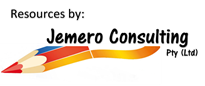 Resources by:
Jemero Consulting
Pty (Ltd)